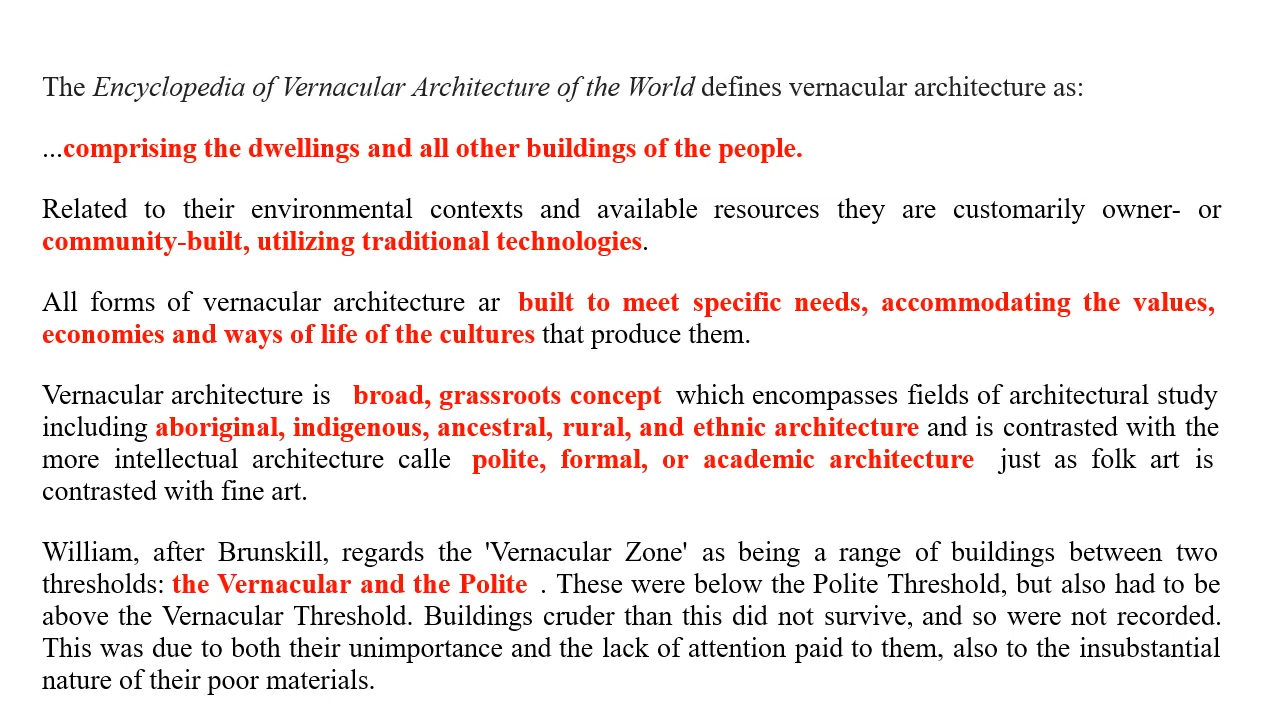 The Encyclopedia of Vernacular Architecture of the World defines vernacular architecture as:
...comprising the dwellings and all other buildings of the people.
Related to their environmental contexts and available resources they are customarily owner- or
community-built, utilizing traditional technologies.
All forms of vernacular architecture ar built to meet specific needs, accommodating the values,
economies and ways of life of the cultures that produce them.
Vernacular architecture is broad, grassroots concept which encompasses fields of architectural study
including aboriginal, indigenous, ancestral, rural, and ethnic architecture and is contrasted with the
more intellectual architecture calle polite, formal, or academic architecture just as folk art is
contrasted with fine art.
William, after Brunskill, regards the 'Vernacular Zone' as being a range of buildings between two
thresholds: the Vernacular and the Polite . These were below the Polite Threshold, but also had to be
above the Vernacular Threshold. Buildings cruder than this did not survive, and so were not recorded.
This was due to both their unimportance and the lack of attention paid to them, also to the insubstantial
nature of their poor materials.